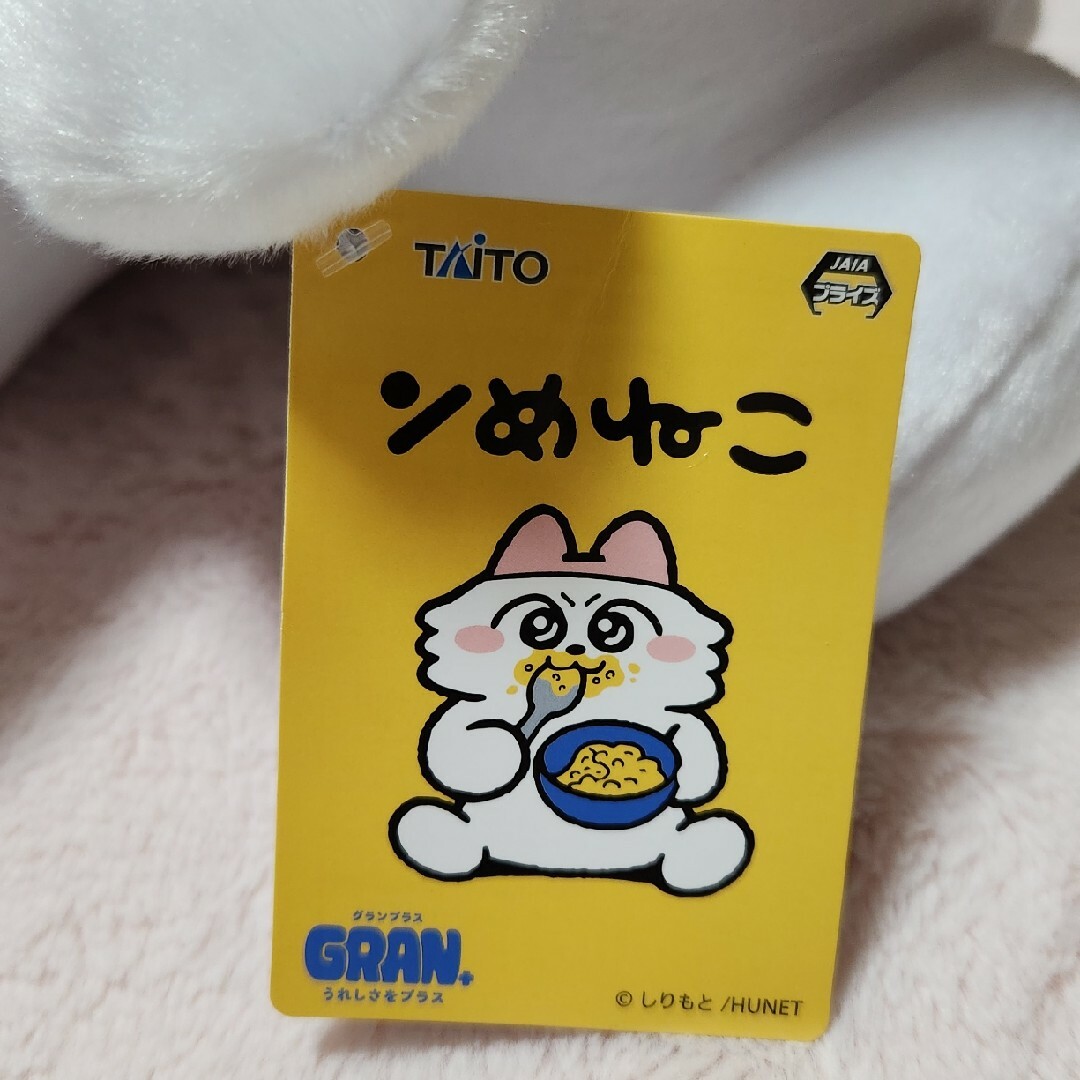 TAITO
JAIA
プライズ
ンめねこ
グランプラス
GRAN+
うれしさをプラス
© しりもと /HUNET